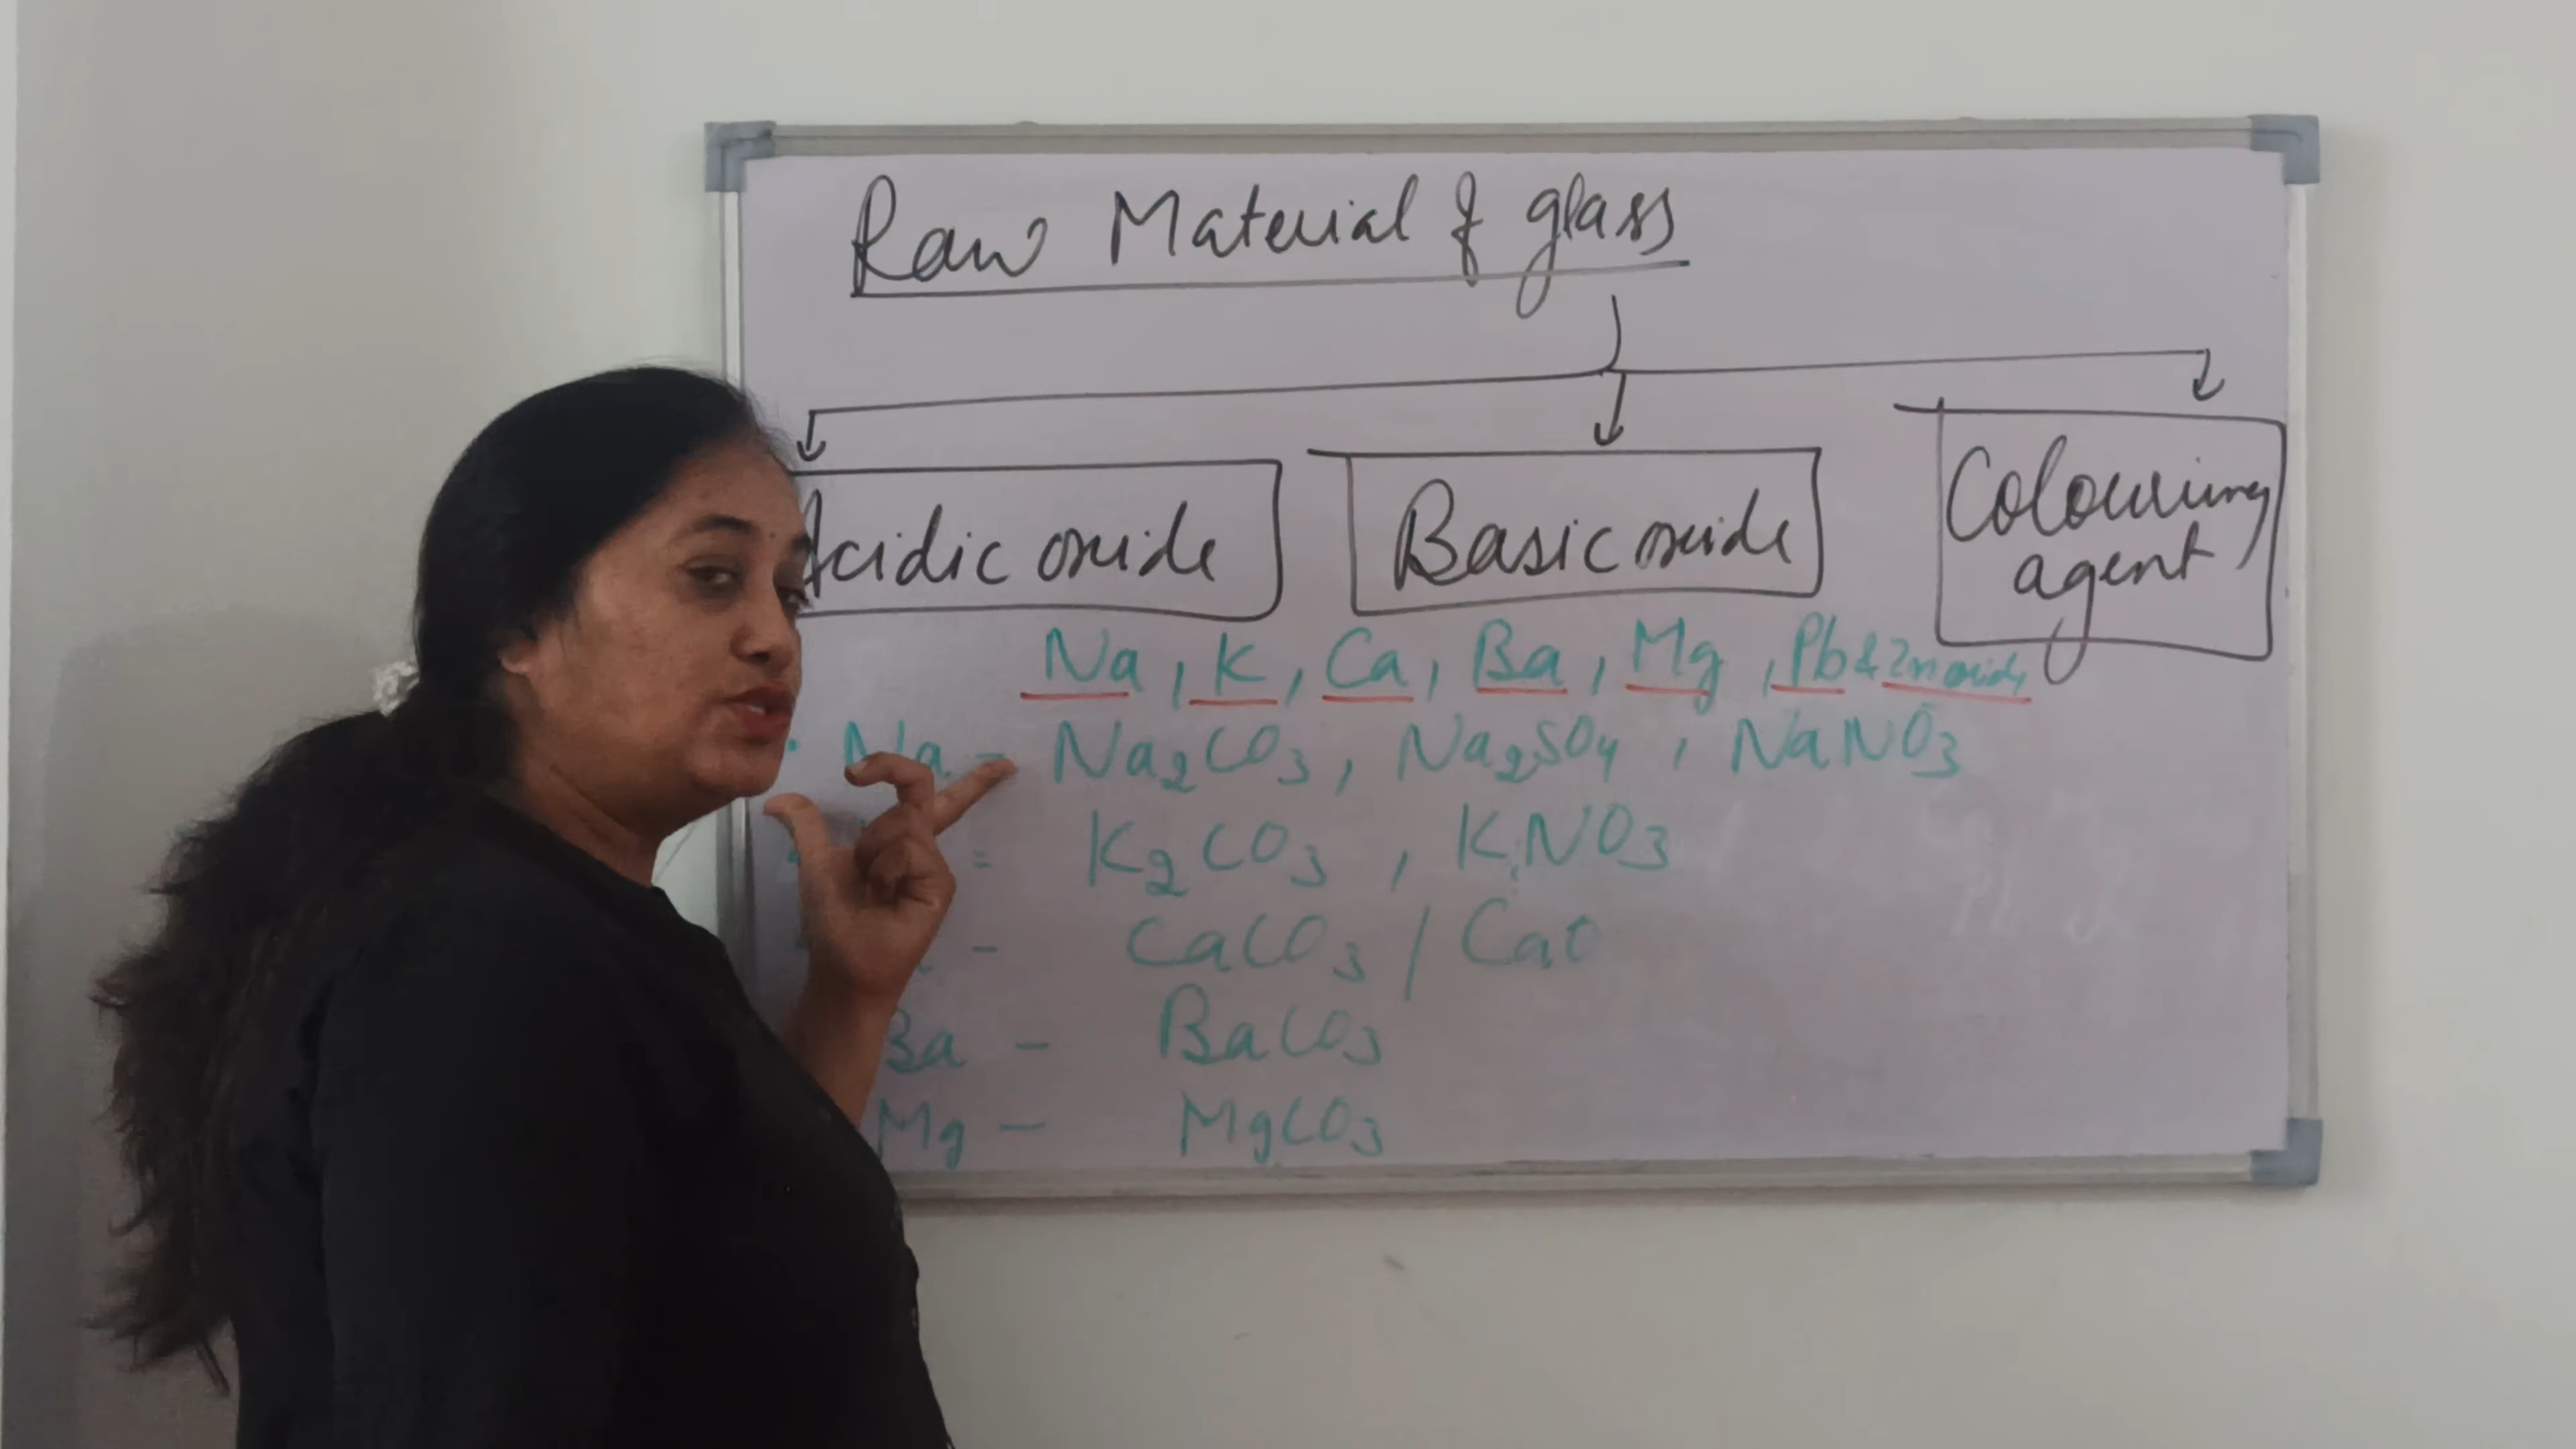 Raw Material of glass
Acidic oxide
Basic oxide
Colouring
agent
Na, K, Ca, Ba, Mg, Pb & Zn oxide
• Na - Na2CO3, Na2SO4, NaNO3
= K2CO3, KNO3
- CaCO3 / CaO
Ba - BaCO3
Mg - MgCO3